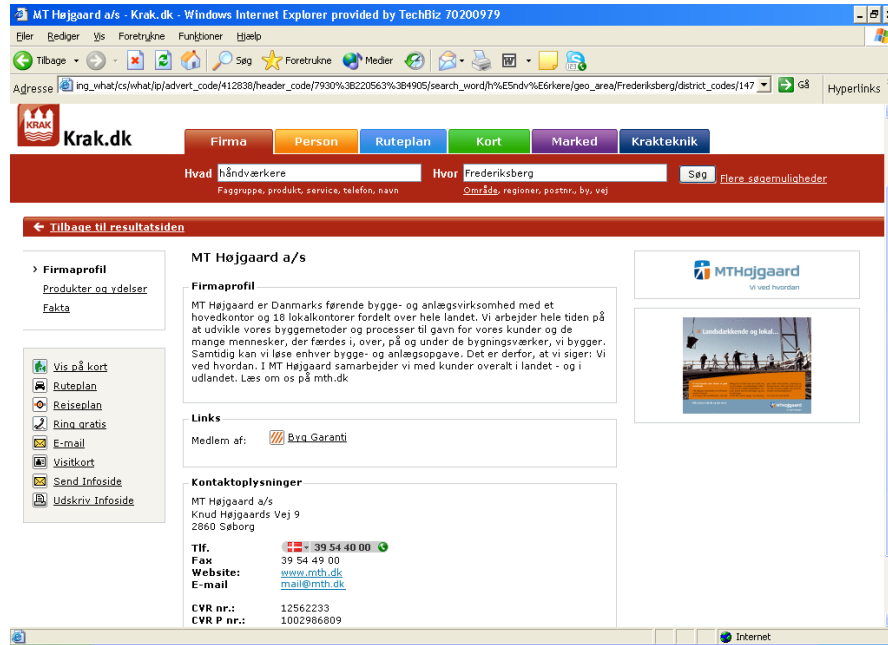 MT Højgaard a/s - Krak.dk - Windows Internet Explorer provided by TechBiz 70200979
Filer Rediger Vis Foretrukne Funktioner Hjælp
Tilbage Søg Foretrukne Medier
Adresse ing_what/cs/what/ip/advert_code/412838/header_code/7930%3B220563%3B4905/search_word/h%E5ndv%E6rkere/geo_area/Frederiksberg/district_codes/147 Gå Hyperlinks
KRAK
Krak.dk
Firma Person Ruteplan Kort Marked Krakteknik
Hvad håndværkere Hvor Frederiksberg Søg Flere søgemuligheder
Faggruppe, produkt, service, telefon, navn Område, regioner, postnr., by, vej
Tilbage til resultatsiden
Firmaprofil
Produkter og ydelser
Fakta
Vis på kort
Ruteplan
Rejseplan
Ring gratis
E-mail
Visitkort
Send Infoside
Udskriv Infoside
MT Højgaard a/s
Firmaprofil
MT Højgaard er Danmarks førende bygge- og anlægsvirksomhed med et
hovedkontor og 18 lokalkontorer fordelt over hele landet. Vi arbejder hele tiden på
at udvikle vores byggemetoder og processer til gavn for vores kunder og de
mange mennesker, der færdes i, over, på og under de bygningsværker, vi bygger.
Samtidig kan vi løse enhver bygge- og anlægsopgave. Det er derfor, at vi siger: Vi
ved hvordan. I MT Højgaard samarbejder vi med kunder overalt i landet - og i
udlandet. Læs om os på mth.dk
Links
Medlem af: Byg Garanti
Kontaktoplysninger
MT Højgaard a/s
Knud Højgaards Vej 9
2860 Søborg
Tlf. 39 54 40 00
Fax 39 54 49 00
Website: www.mth.dk
E-mail mail@mth.dk
CVR nr.: 12562233
CVR P nr.: 1002986809
MTHøjgaard
Vi ved hvordan
Landsdækkende og lokal...
MTHøjgaard
Internet